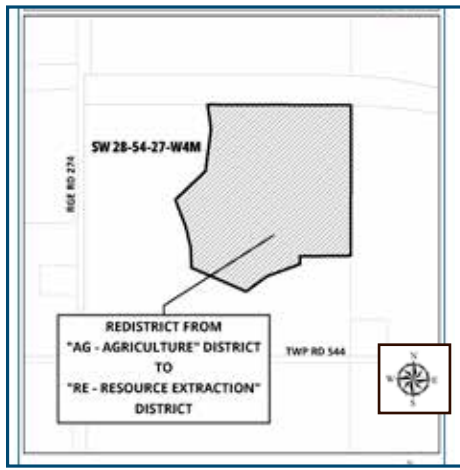 SW 28-54-27-W4M
RGE RD 274
REDISTRICT FROM
"AG - AGRICULTURE" DISTRICT
TO
"RE - RESOURCE EXTRACTION"
DISTRICT
TWP RD 544
N
W E
S